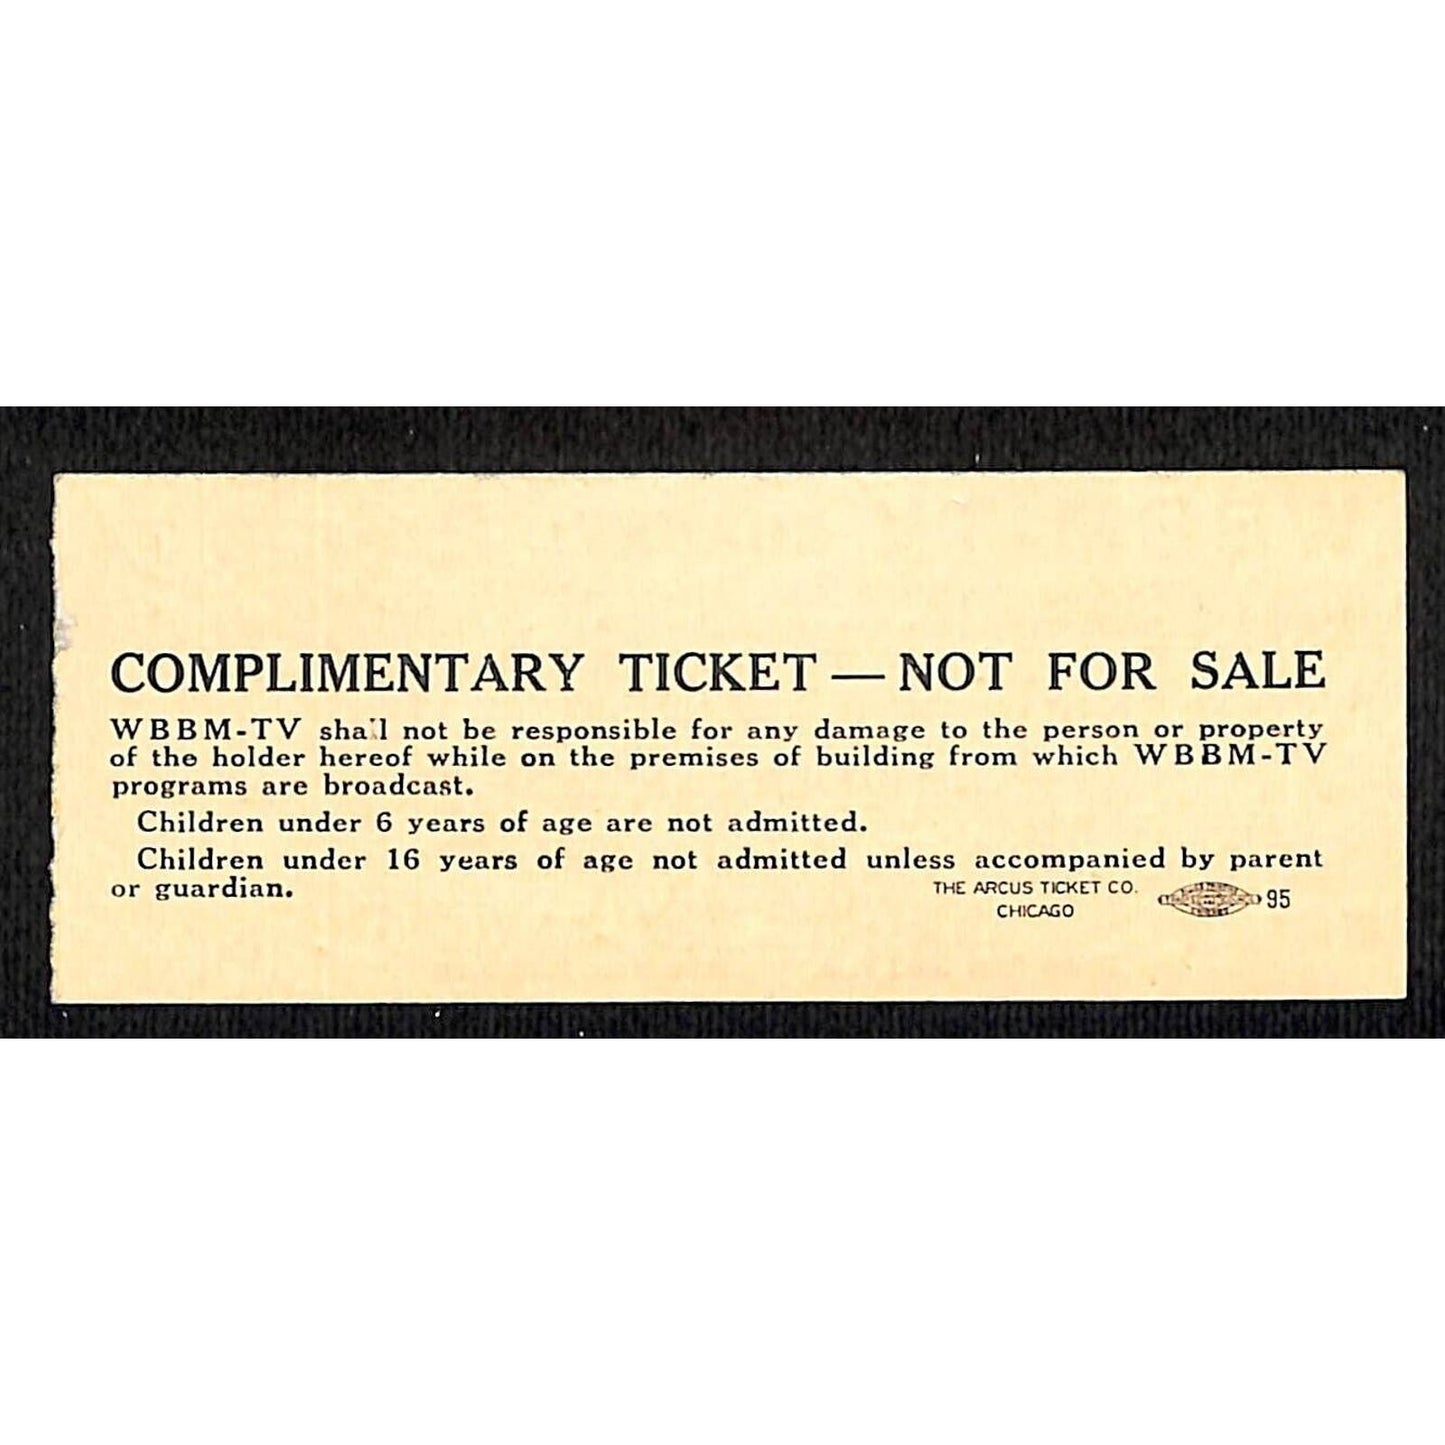 COMPLIMENTARY TICKET — NOT FOR SALE
WBBM-TV shall not be responsible for any damage to the person or property
of the holder hereof while on the premises of building from which WBBM-TV
programs are broadcast.
Children under 6 years of age are not admitted.
Children under 16 years of age not admitted unless accompanied by parent
or guardian.
THE ARCUS TICKET CO.
CHICAGO
95